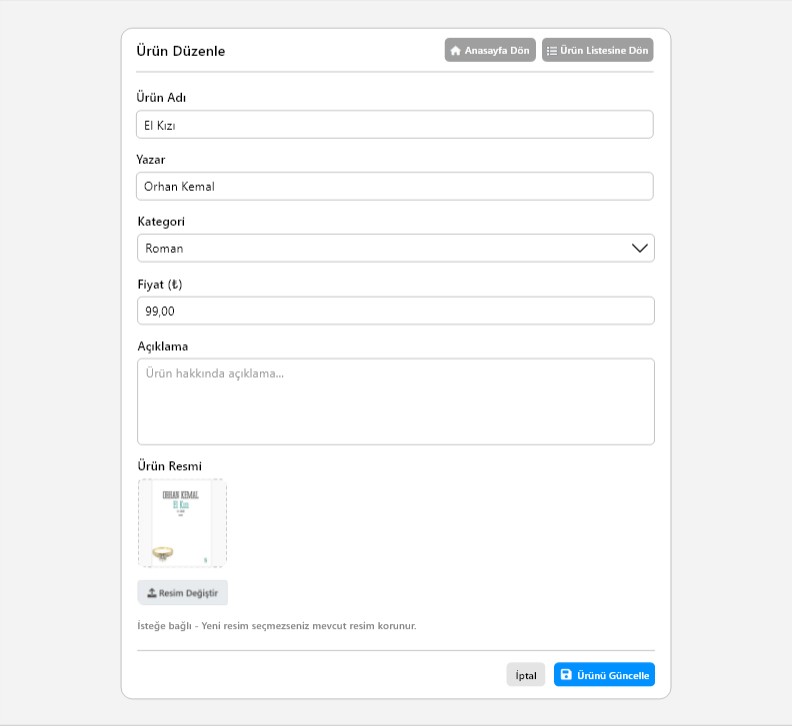 Ürün Düzenle
Anasayfa Dön
Ürün Listesine Dön
Ürün Adı
El Kızı
Yazar
Orhan Kemal
Kategori
Roman
Fiyat (₺)
99,00
Açıklama
Ürün hakkında açıklama...
Ürün Resmi
ORHAN KEMAL
El Kızı
Resim Değiştir
İsteğe bağlı - Yeni resim seçmezseniz mevcut resim korunur.
İptal
Ürünü Güncelle